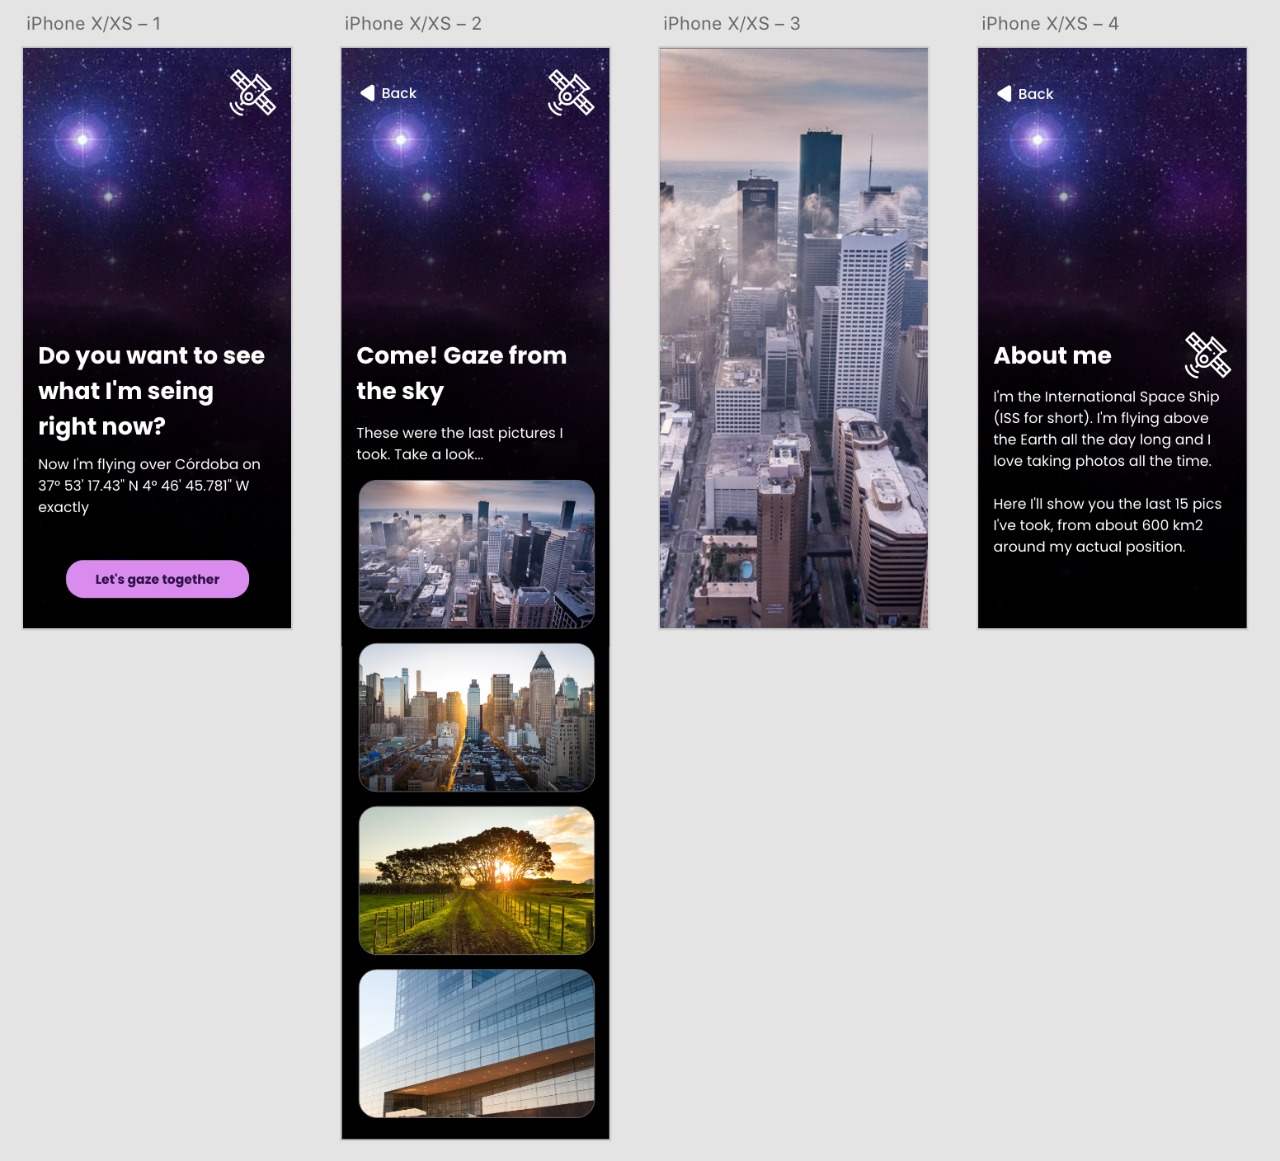 iPhone X/XS – 1
Do you want to see
what I'm seing
right now?
Now I'm flying over Córdoba on
37º 53' 17.43" N 4º 46' 45.781" W
exactly
Let's gaze together
iPhone X/XS – 2
Back
Come! Gaze from
the sky
These were the last pictures I
took. Take a look...
iPhone X/XS – 3
iPhone X/XS – 4
Back
About me
I'm the International Space Ship
(ISS for short). I'm flying above
the Earth all the day long and I
love taking photos all the time.
Here I'll show you the last 15 pics
I've took, from about 600 km2
around my actual position.